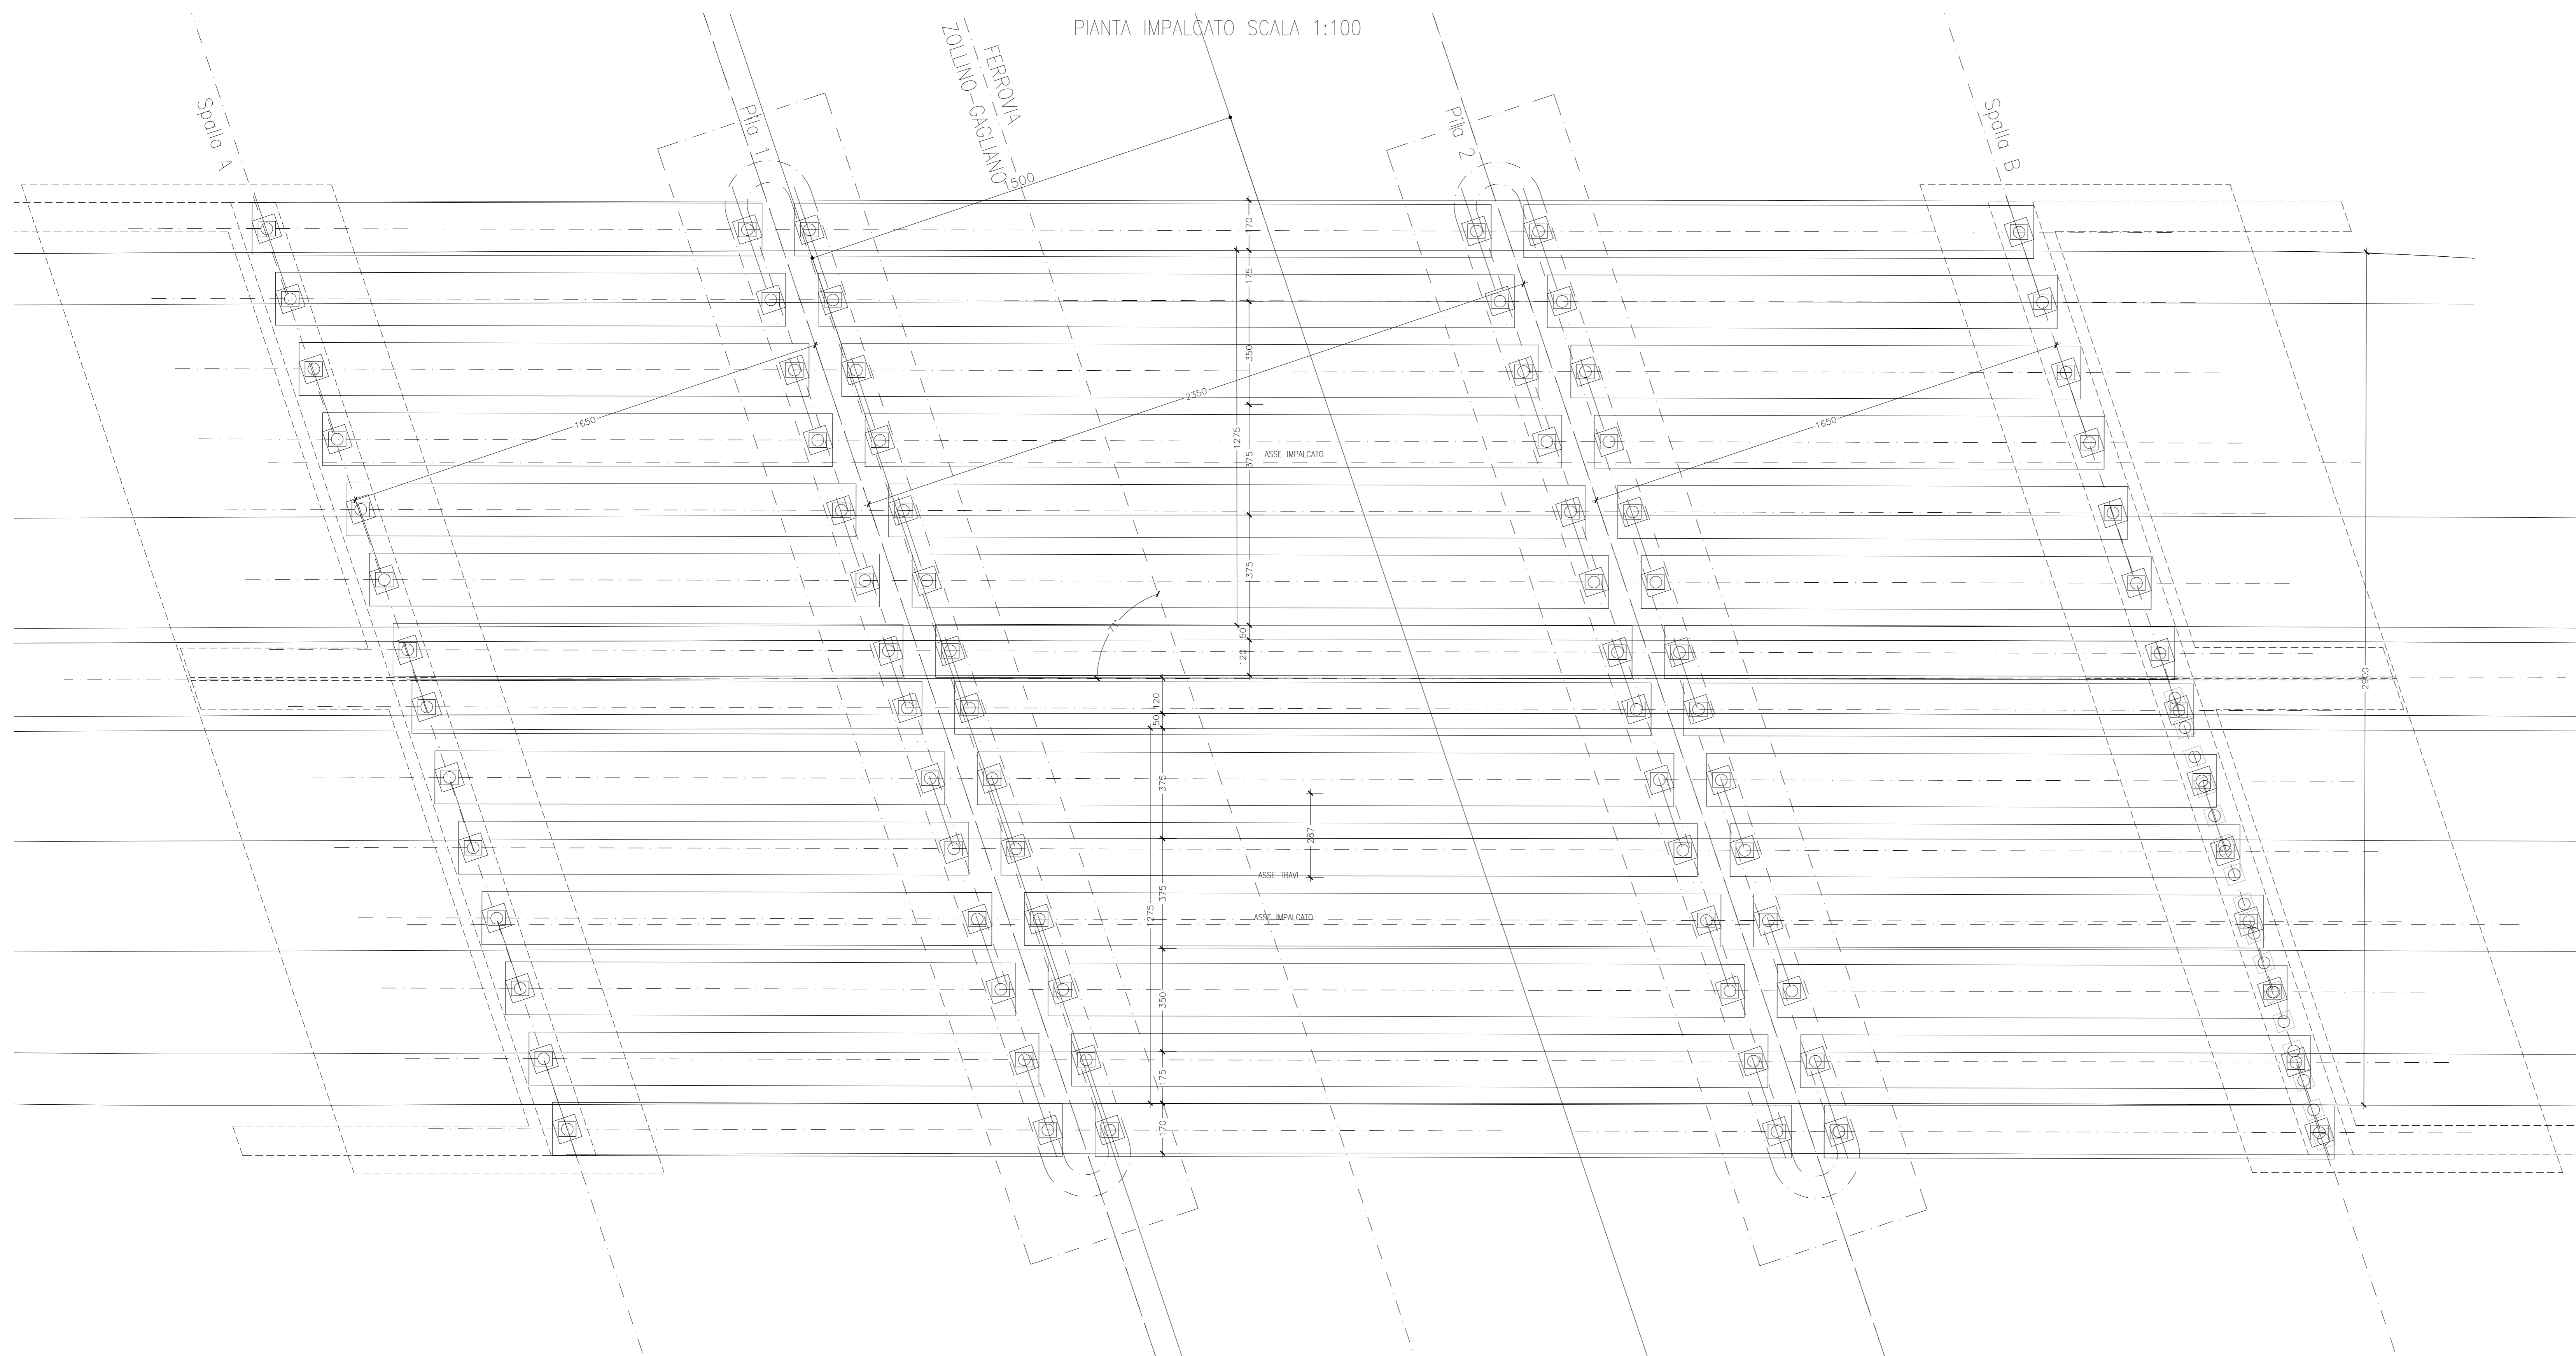 PIANTA IMPALCATO SCALA 1:100
Spalla A
Pila 1
FERROVIA
ZOLLINO-GAGLIANO
Pila 2
Spalla B
1500
170
175
350
2350
1650
1650
1275
375
ASSE IMPALCATO
375
71°
50
120
2900
120
50
375
287
ASSE TRAVI
375
1275
ASSE IMPALCATO
350
175
170